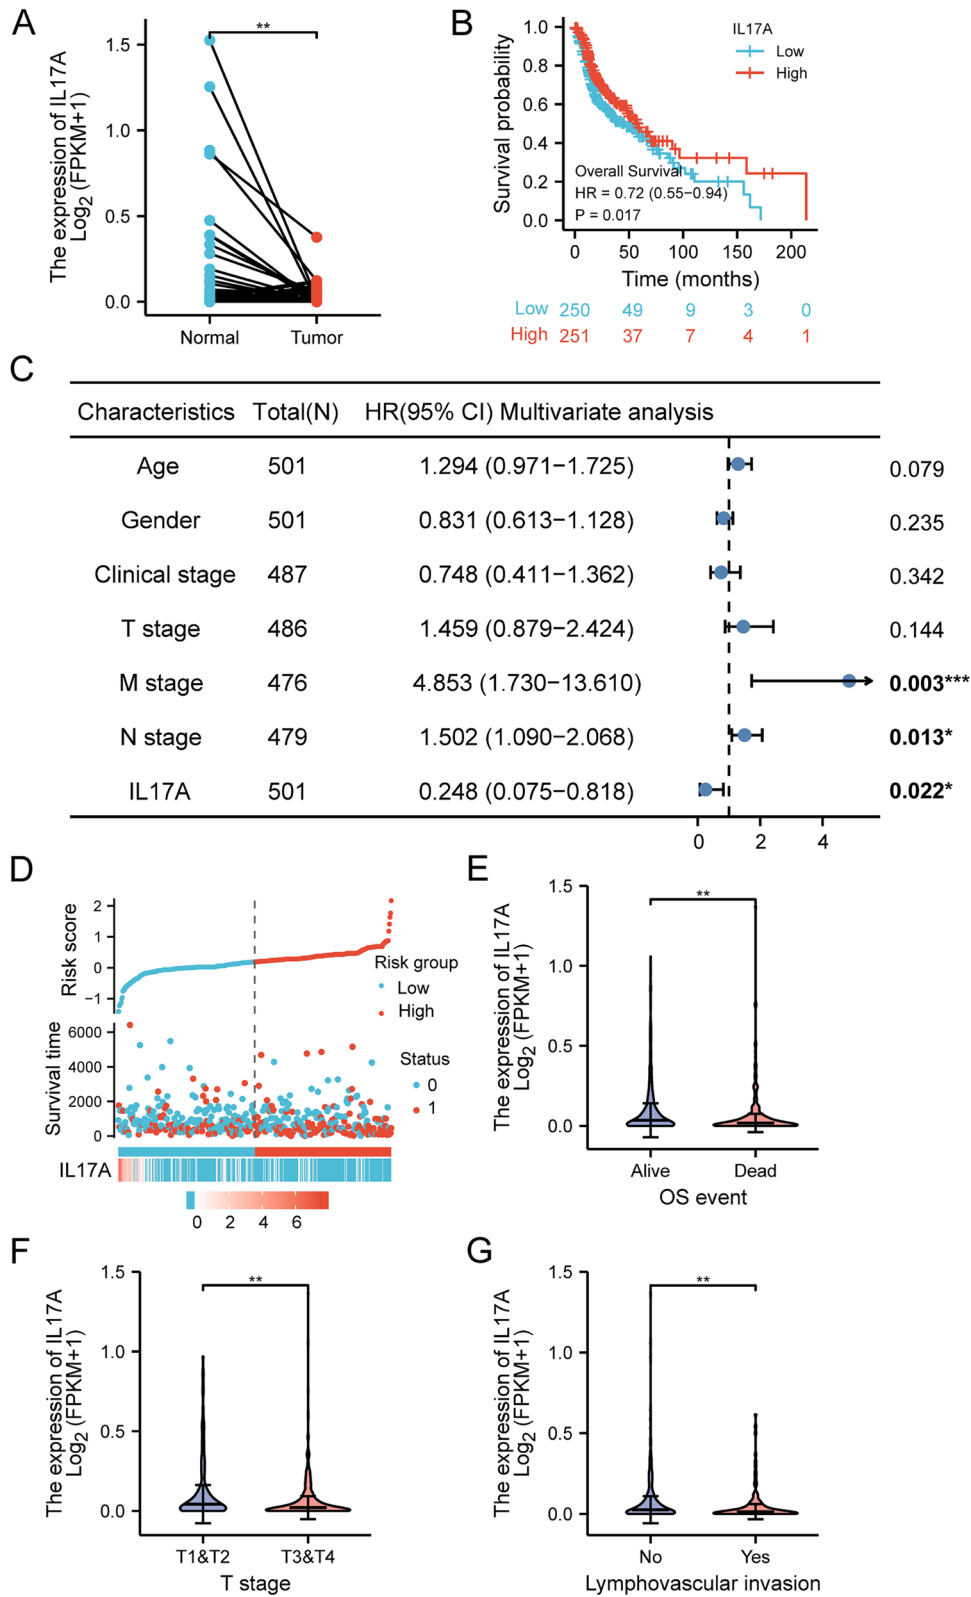 A
The expression of IL17A
Log2 (FPKM+1)
1.5
1.0
0.5
0.0
**
Normal Tumor
B
Survival probability
1.0
0.8
0.6
0.4
0.2
0.0
IL17A
Low
High
Overall Survival
HR = 0.72 (0.55−0.94)
P = 0.017
0 50 100 150 200
Time (months)
Low 250 49 9 3 0
High 251 37 7 4 1
C
Characteristics Total(N) HR(95% CI) Multivariate analysis
Age 501 1.294 (0.971−1.725) 0.079
Gender 501 0.831 (0.613−1.128) 0.235
Clinical stage 487 0.748 (0.411−1.362) 0.342
T stage 486 1.459 (0.879−2.424) 0.144
M stage 476 4.853 (1.730−13.610) 0.003***
N stage 479 1.502 (1.090−2.068) 0.013*
IL17A 501 0.248 (0.075−0.818) 0.022*
0 2 4
D
Risk score
2
1
0
−1
Risk group
Low
High
Survival time
6000
4000
2000
0
Status
0
1
IL17A
0 2 4 6
E
The expression of IL17A
Log2 (FPKM+1)
1.5
1.0
0.5
0.0
**
Alive Dead
OS event
F
The expression of IL17A
Log2 (FPKM+1)
1.5
1.0
0.5
0.0
**
T1&T2 T3&T4
T stage
G
The expression of IL17A
Log2 (FPKM+1)
1.5
1.0
0.5
0.0
**
No Yes
Lymphovascular invasion